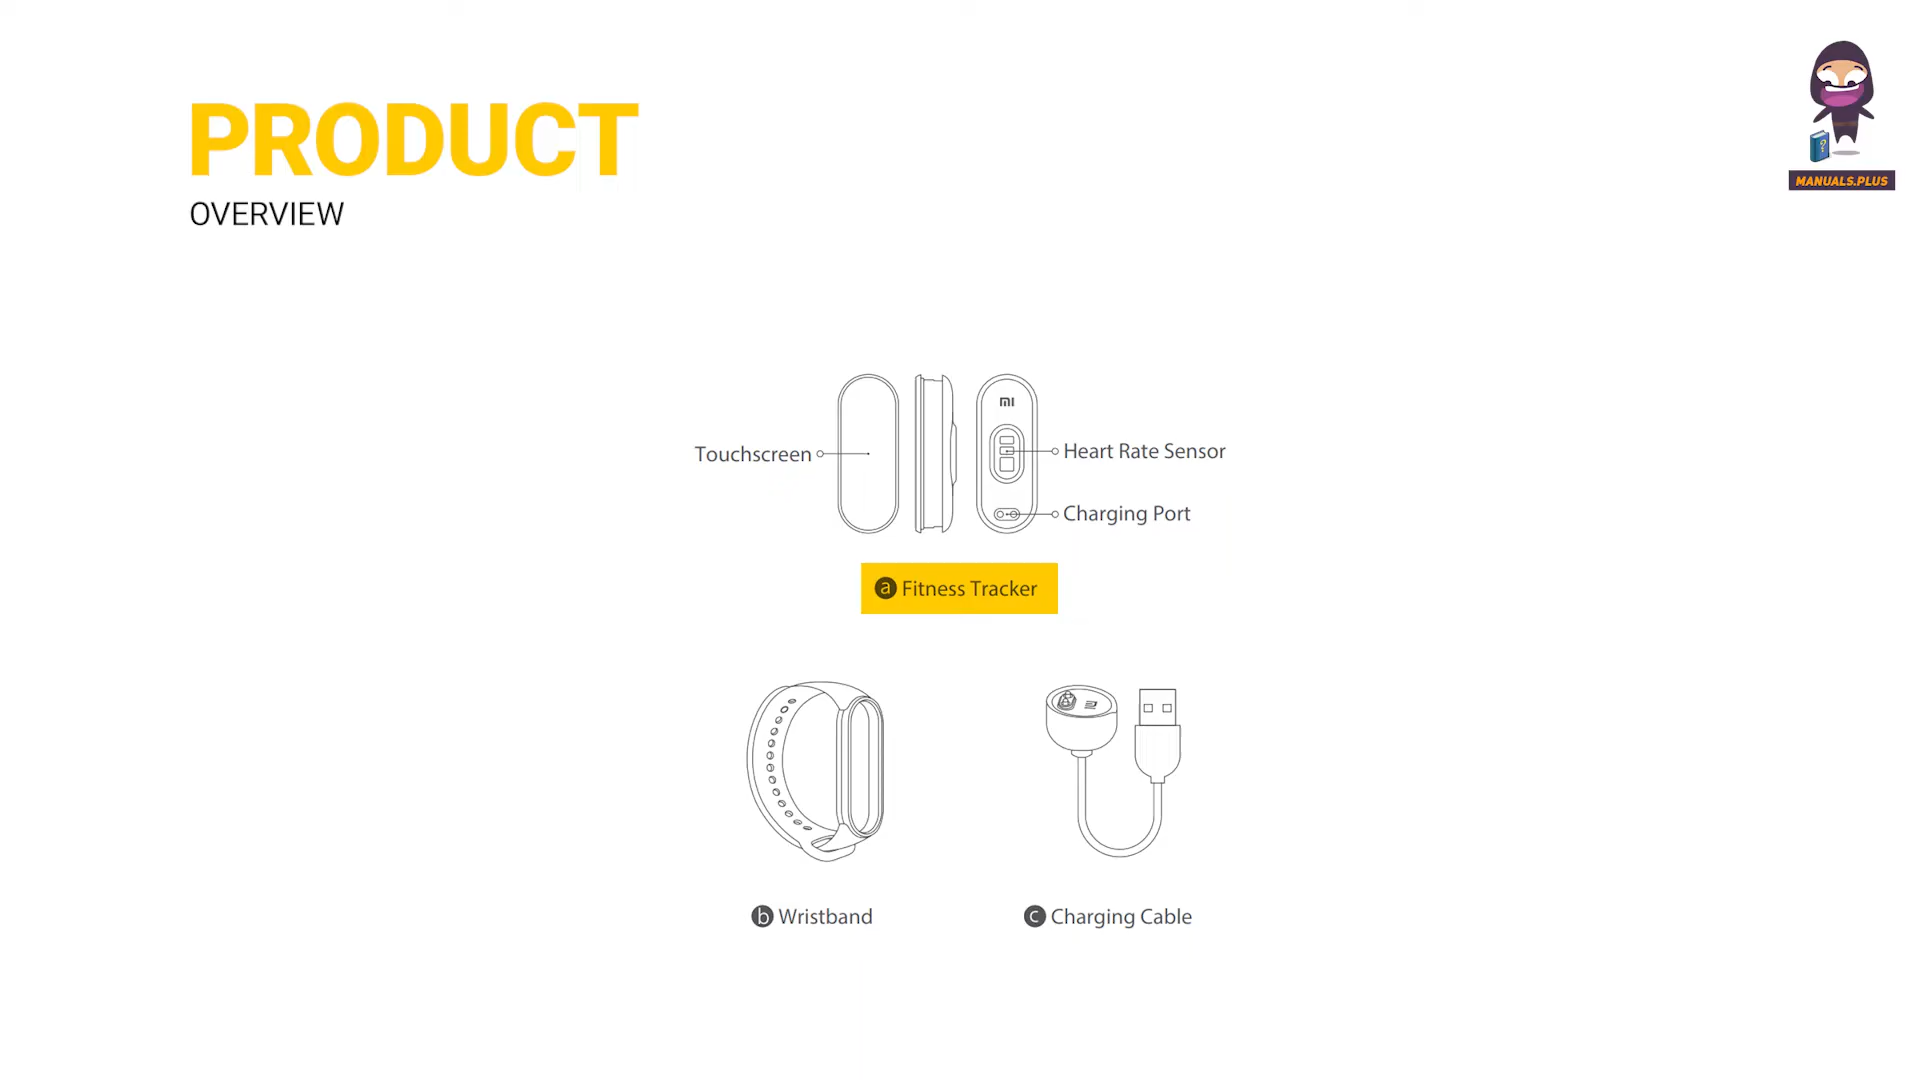 PRODUCT
OVERVIEW
MANUALS.PLUS
?
mi
Touchscreen
Heart Rate Sensor
Charging Port
a Fitness Tracker
b Wristband
c Charging Cable